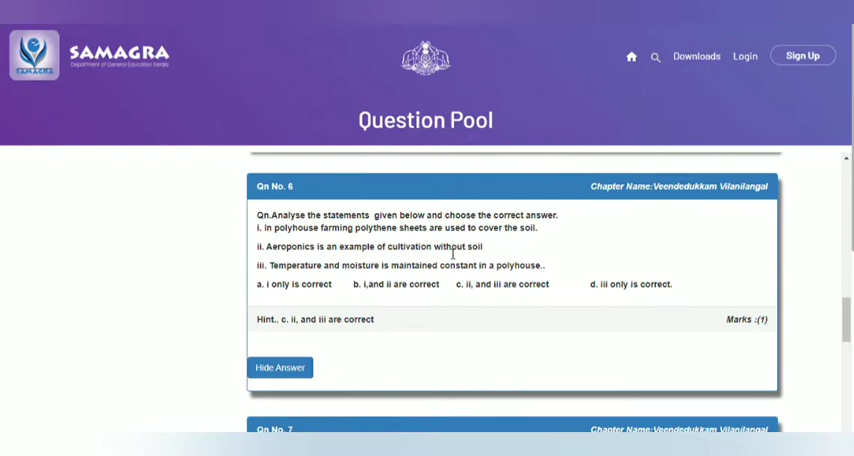 SAMAGRA
Department of General Education Kerala
SAMAGRA
Downloads Login Sign Up
Question Pool
Qn No. 6 Chapter Name:Veendedukkam Vilanilangal
Qn.Analyse the statements given below and choose the correct answer.
i. In polyhouse farming polythene sheets are used to cover the soil.
ii. Aeroponics is an example of cultivation without soil
iii. Temperature and moisture is maintained constant in a polyhouse..
a. i only is correct b. i,and ii are correct c. ii, and iii are correct d. iii only is correct.
Hint.. c. ii, and iii are correct Marks :(1)
Hide Answer
Qn No. 7 Chapter Name:Veendedukkam Vilanilangal